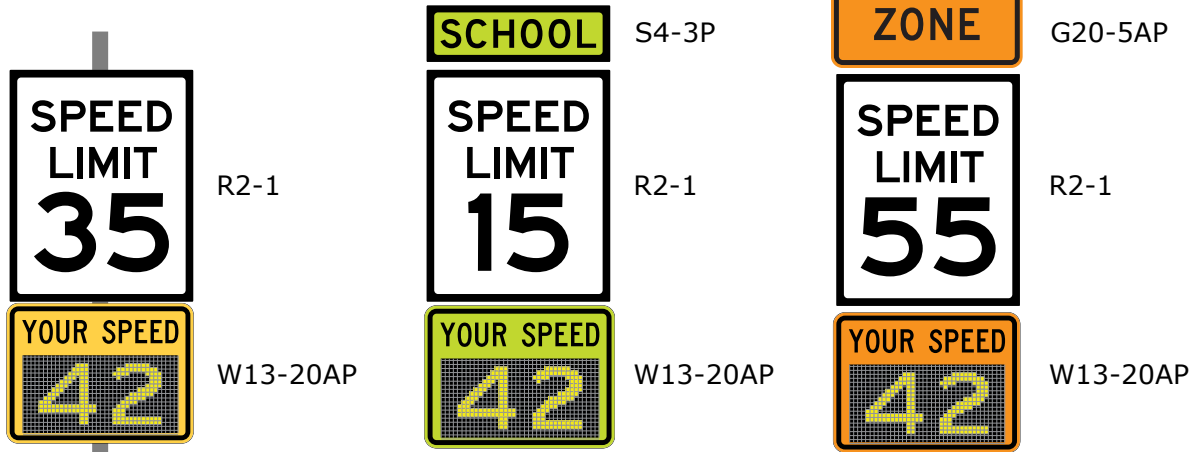 SPEED
LIMIT
35
R2-1
YOUR SPEED
42
W13-20AP
SCHOOL
S4-3P
SPEED
LIMIT
15
R2-1
YOUR SPEED
42
W13-20AP
ZONE
G20-5AP
SPEED
LIMIT
55
R2-1
YOUR SPEED
42
W13-20AP